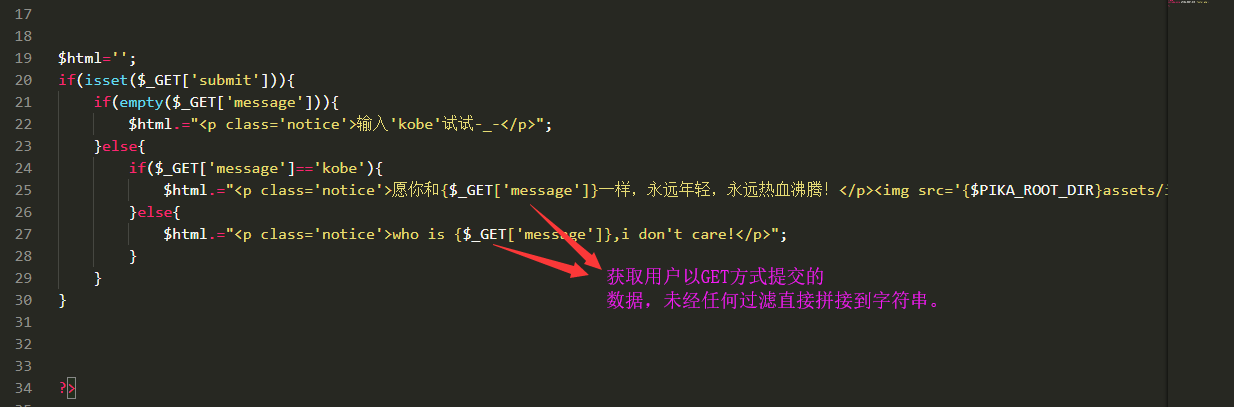 17
18
19 $html='';
20 if(isset($_GET['submit'])){
21 if(empty($_GET['message'])){
22 $html.="<p class='notice'>输入'kobe'试试-_-</p>";
23 }else{
24 if($_GET['message']=='kobe'){
25 $html.="<p class='notice'>愿你和{$_GET['message']}一样，永远年轻，永远热血沸腾！</p><img src='{$PIKA_ROOT_DIR}assets/
26 }else{
27 $html.="<p class='notice'>who is {$_GET['message']},i don't care!</p>";
28 }
29 }
30 }
获取用户以GET方式提交的
数据，未经任何过滤直接拼接到字符串。
31
32
33
34 ?>